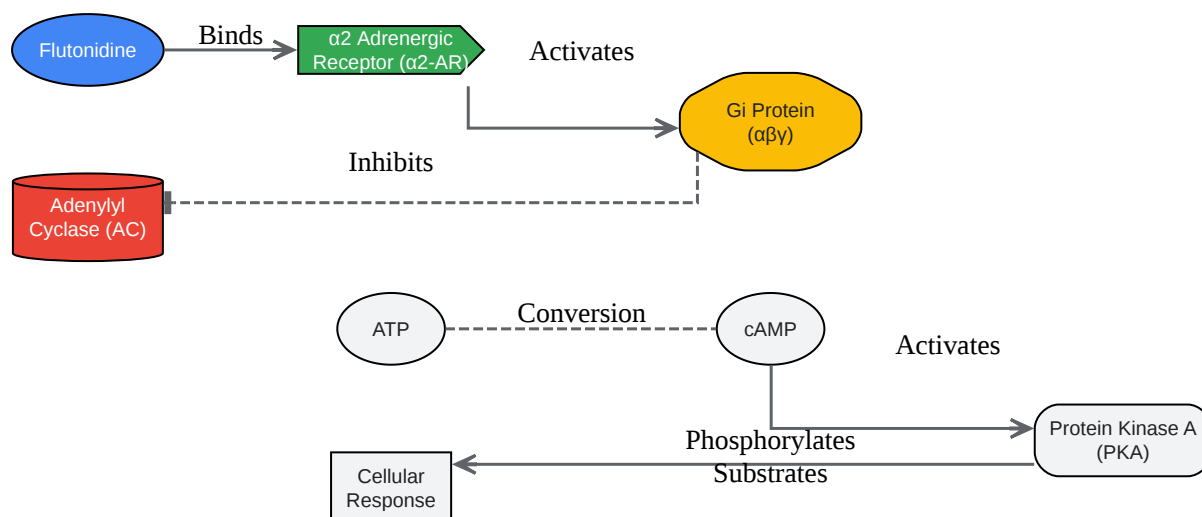 Flutonidine
Binds
α2 Adrenergic
Receptor (α2-AR)
Activates
Gi Protein
(αβγ)
Inhibits
Adenylyl
Cyclase (AC)
ATP
Conversion
cAMP
Activates
Protein Kinase A
(PKA)
Phosphorylates
Substrates
Cellular
Response